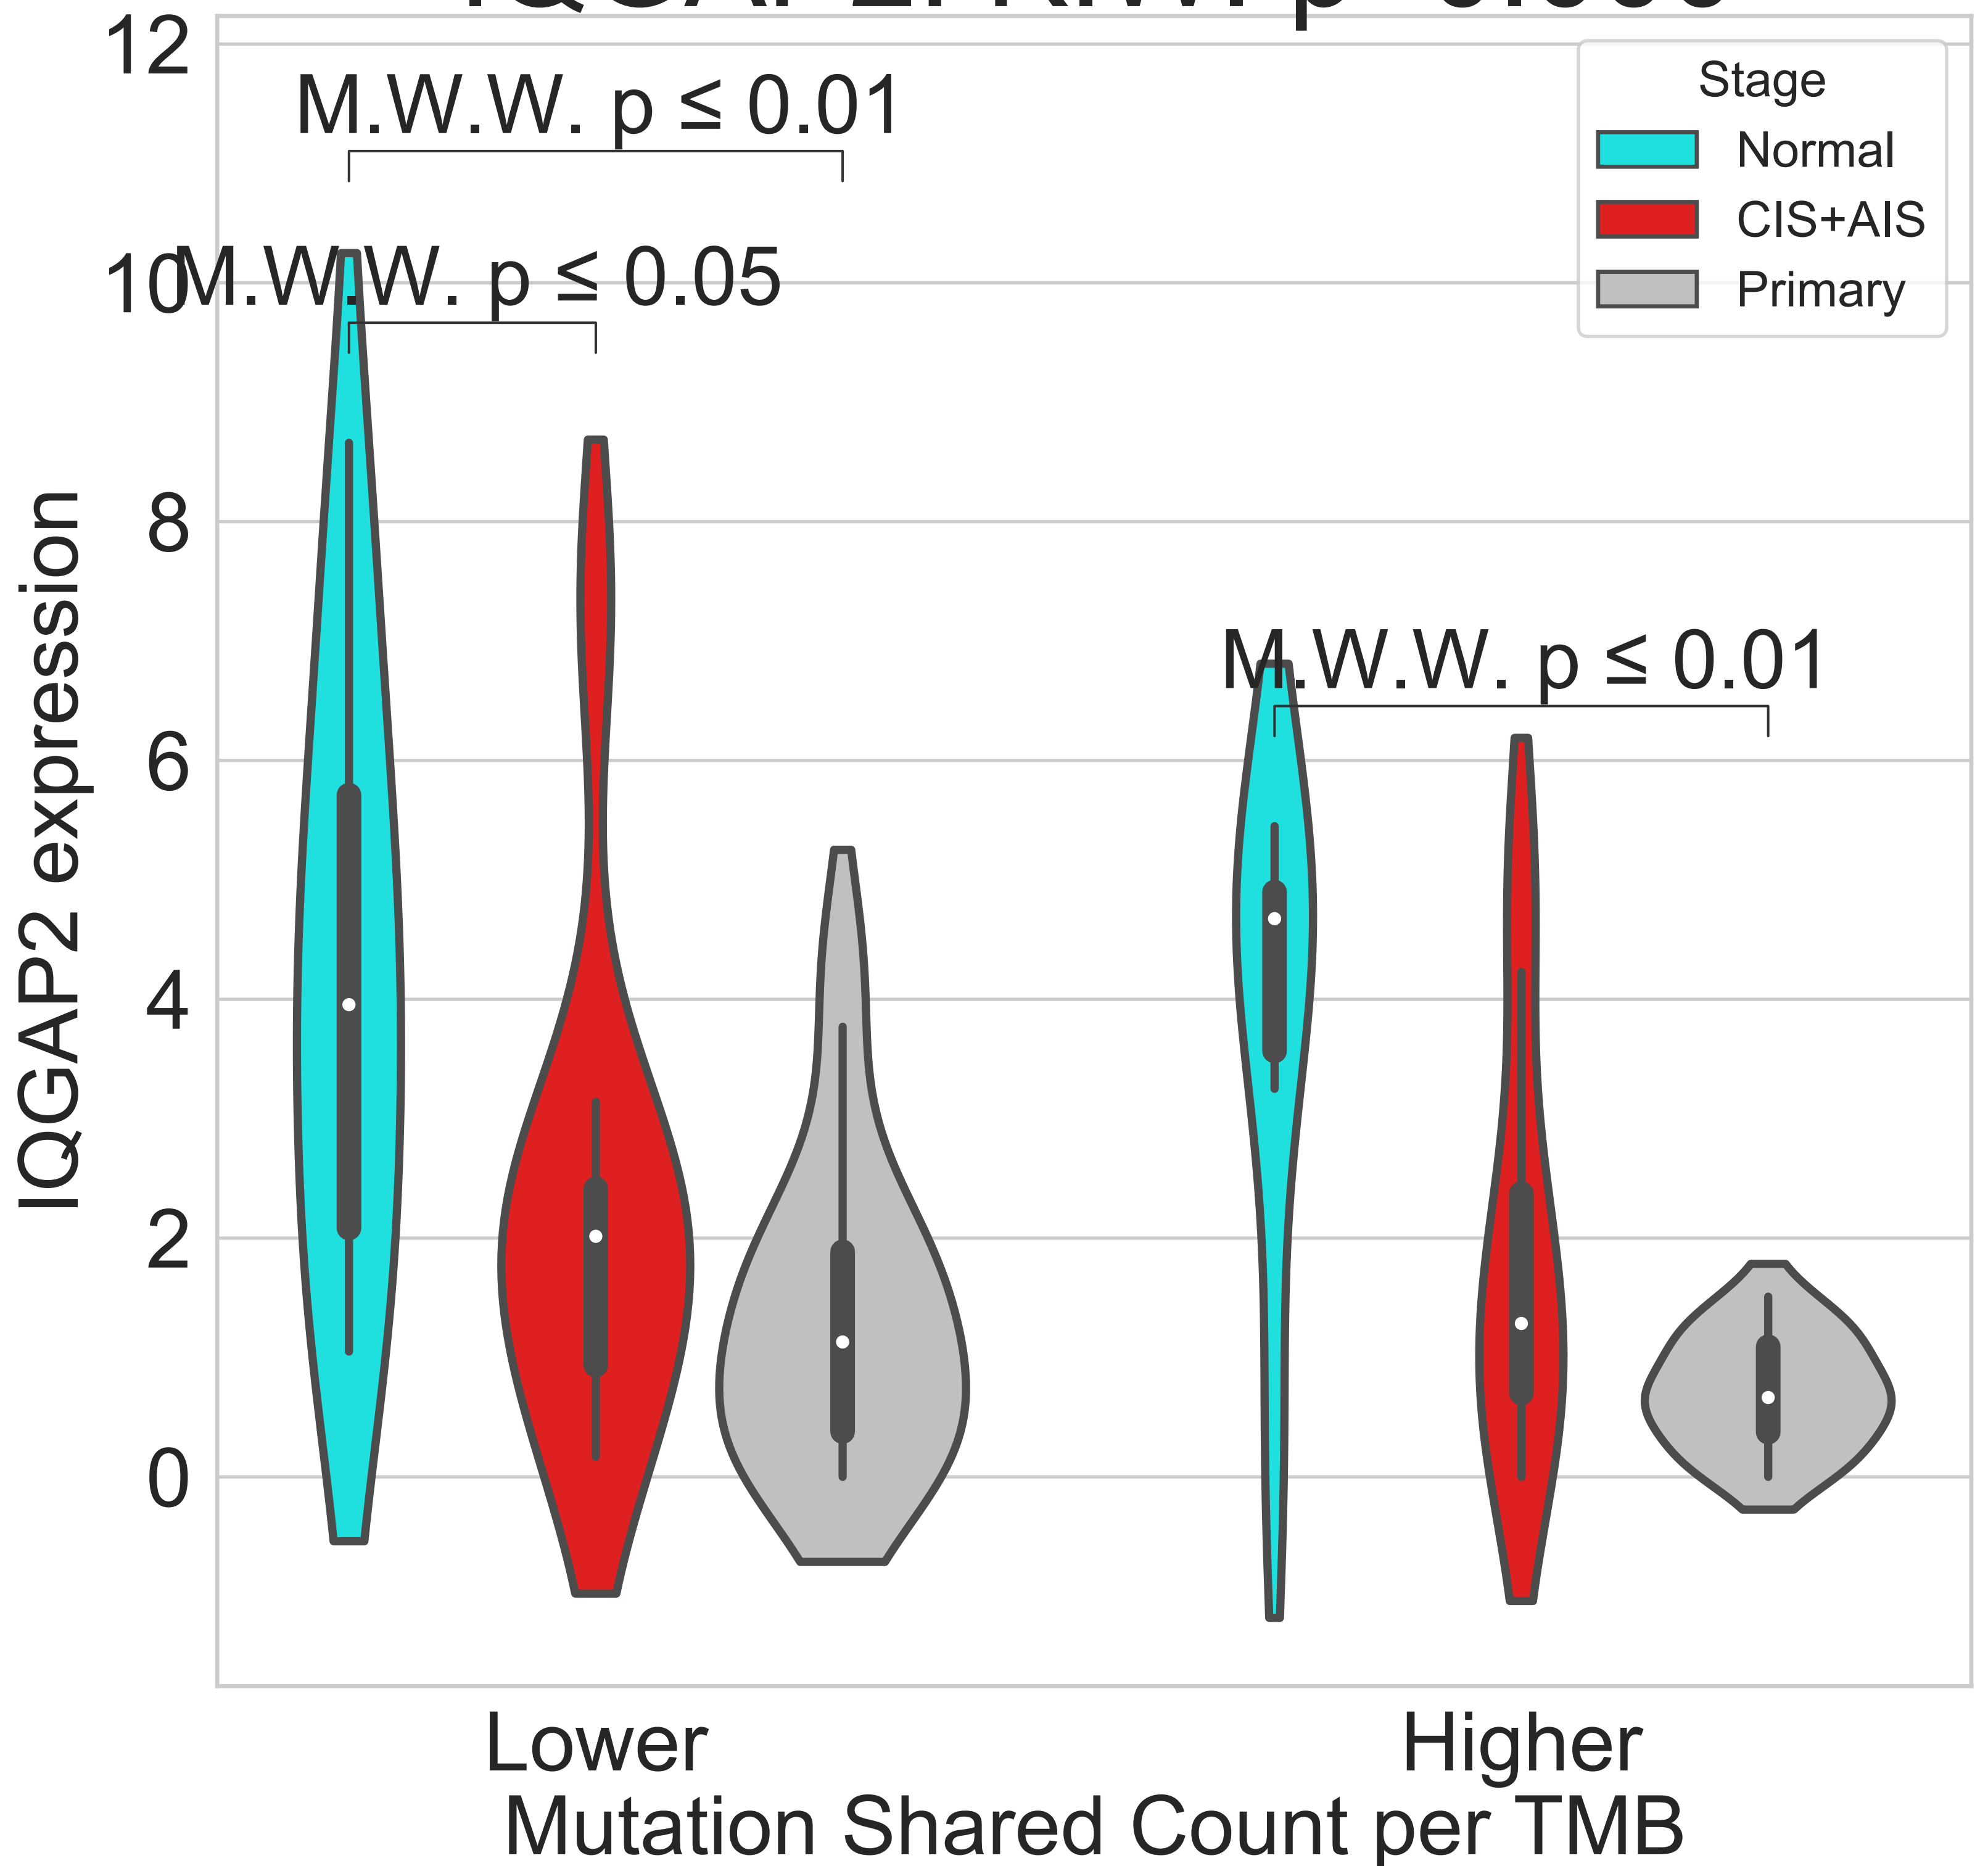 12
10
8
6
4
2
0
IQGAP2 expression
M.W.W. p ≤ 0.01
M.W.W. p ≤ 0.05
M.W.W. p ≤ 0.01
Stage
Normal
CIS+AIS
Primary
Lower
Higher
Mutation Shared Count per TMB